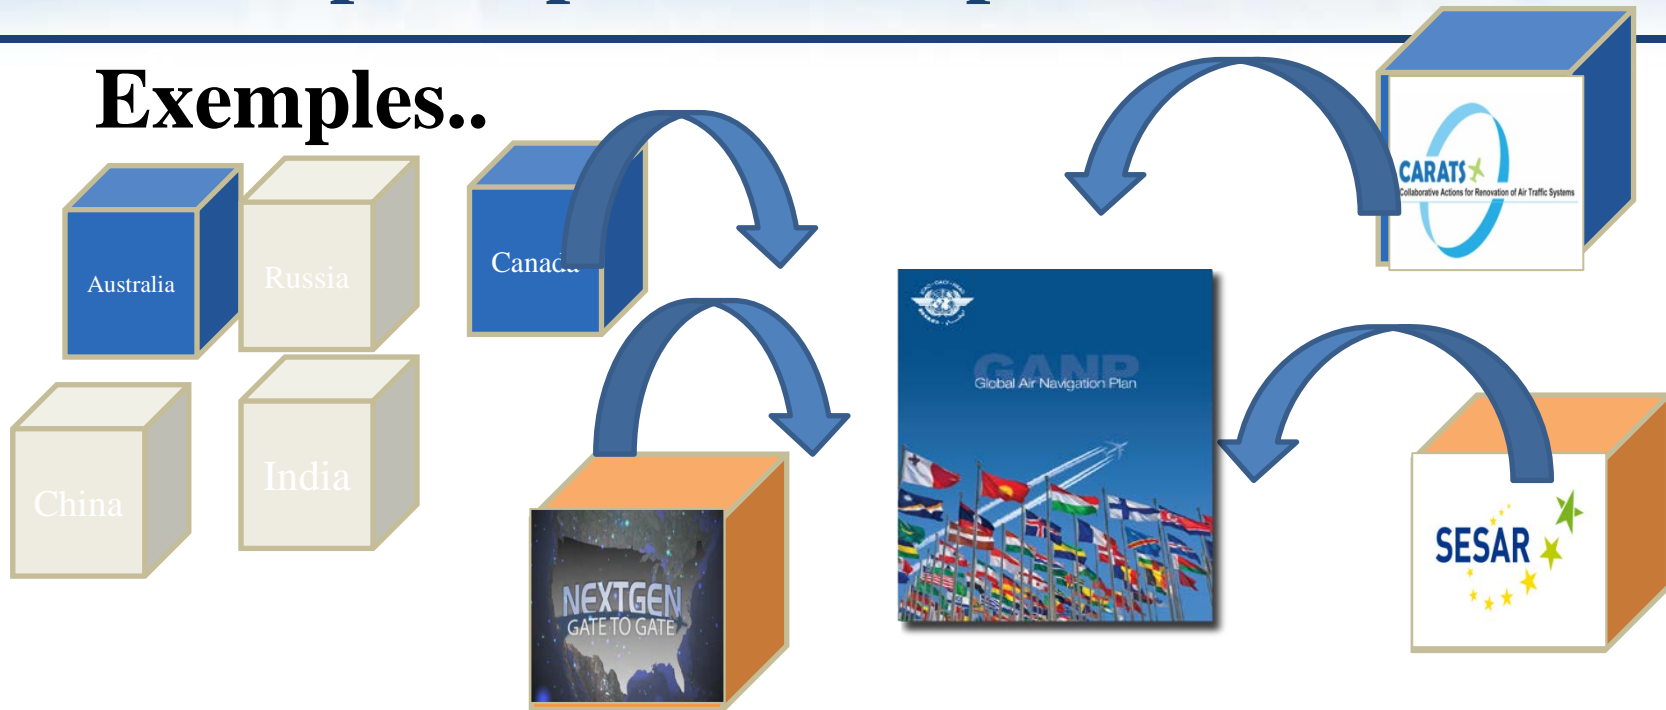 Exemples..
Australia
Russia
Canada
China
India
NEXTGEN
GATE TO GATE
GANP
Global Air Navigation Plan
CARATS
Collaborative Actions for Renovation of Air Traffic Systems
SESAR